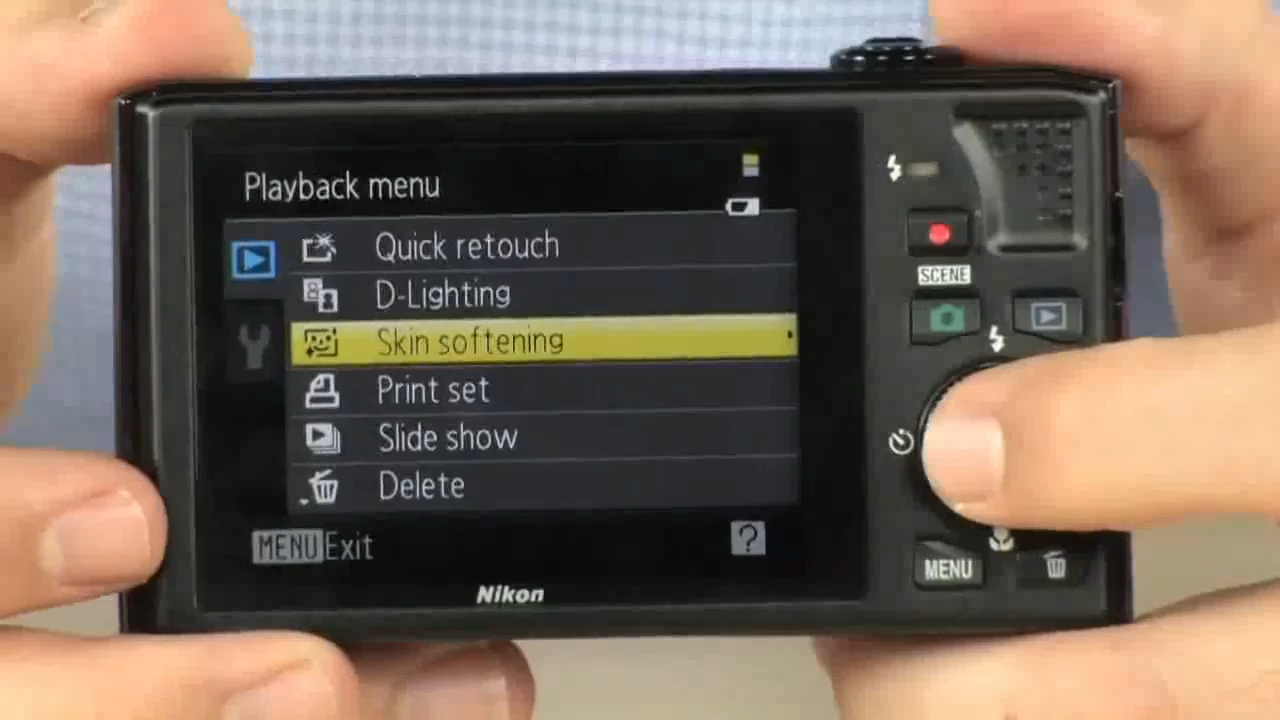 Playback menu
Quick retouch
D-Lighting
Skin softening
Print set
Slide show
Delete
MENU Exit
?
Nikon
SCENE
MENU